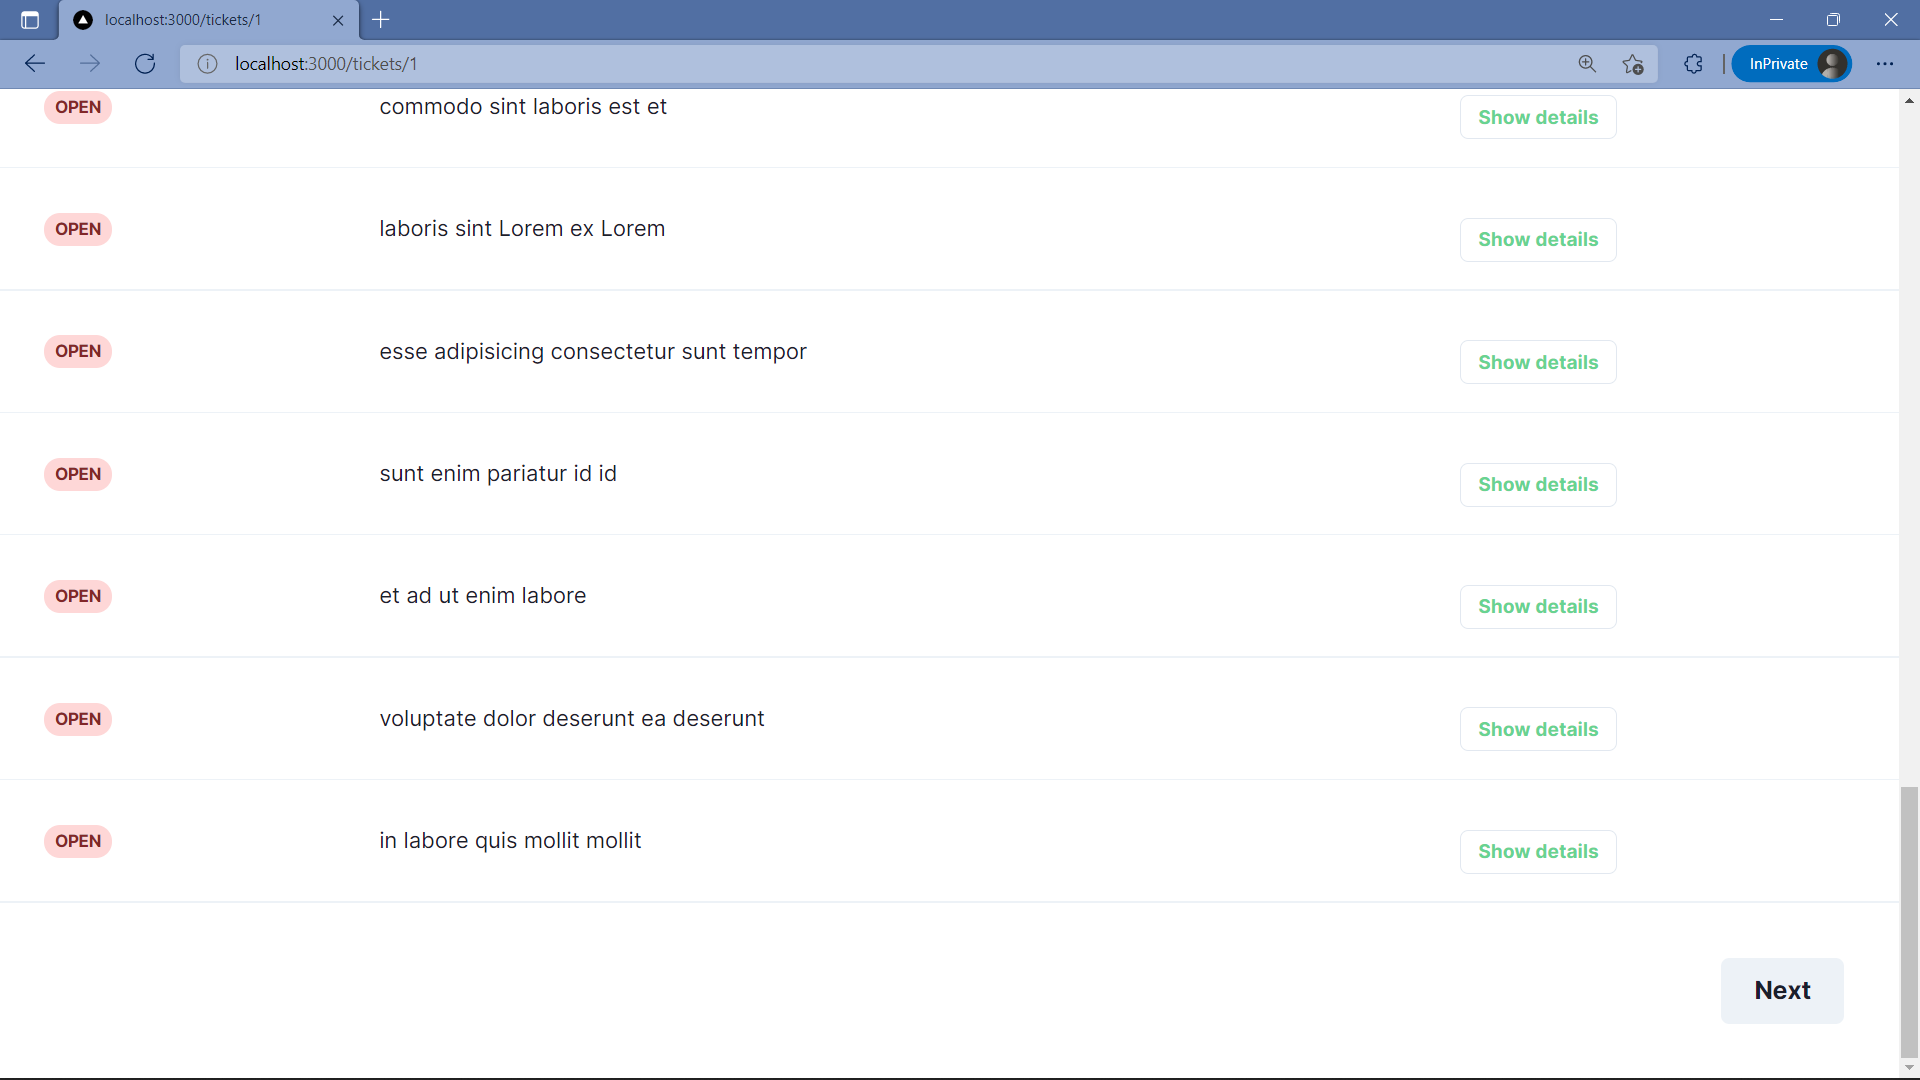 localhost:3000/tickets/1
localhost:3000/tickets/1
InPrivate
OPEN commodo sint laboris est et Show details
OPEN laboris sint Lorem ex Lorem Show details
OPEN esse adipisicing consectetur sunt tempor Show details
OPEN sunt enim pariatur id id Show details
OPEN et ad ut enim labore Show details
OPEN voluptate dolor deserunt ea deserunt Show details
OPEN in labore quis mollit mollit Show details
Next